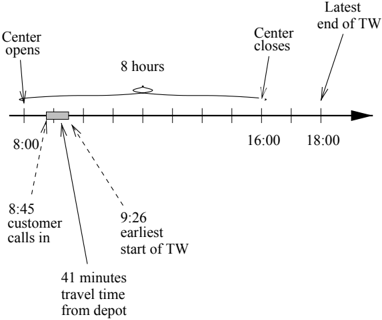 Center
opens
8 hours
Center
closes
Latest
end of TW
8:00
16:00
18:00
8:45
customer
calls in
9:26
earliest
start of TW
41 minutes
travel time
from depot